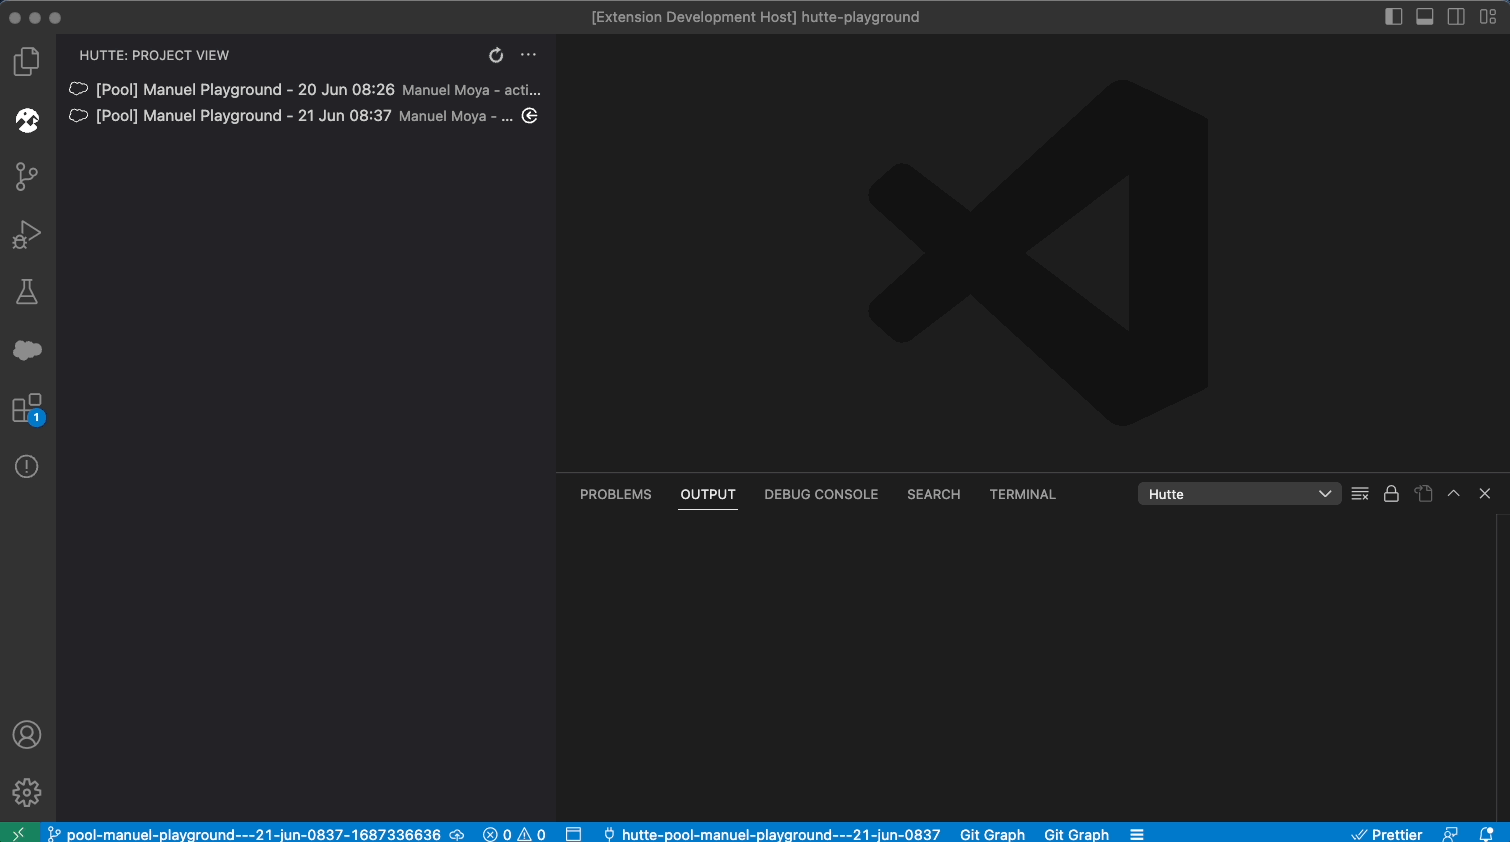 [Extension Development Host] hutte-playground
HUTTE: PROJECT VIEW
[Pool] Manuel Playground - 20 Jun 08:26 Manuel Moya - acti...
[Pool] Manuel Playground - 21 Jun 08:37 Manuel Moya - ...
1
PROBLEMS OUTPUT DEBUG CONSOLE SEARCH TERMINAL Hutte
pool-manuel-playground---21-jun-0837-1687336636 0 0 hutte-pool-manuel-playground---21-jun-0837 Git Graph Git Graph Prettier